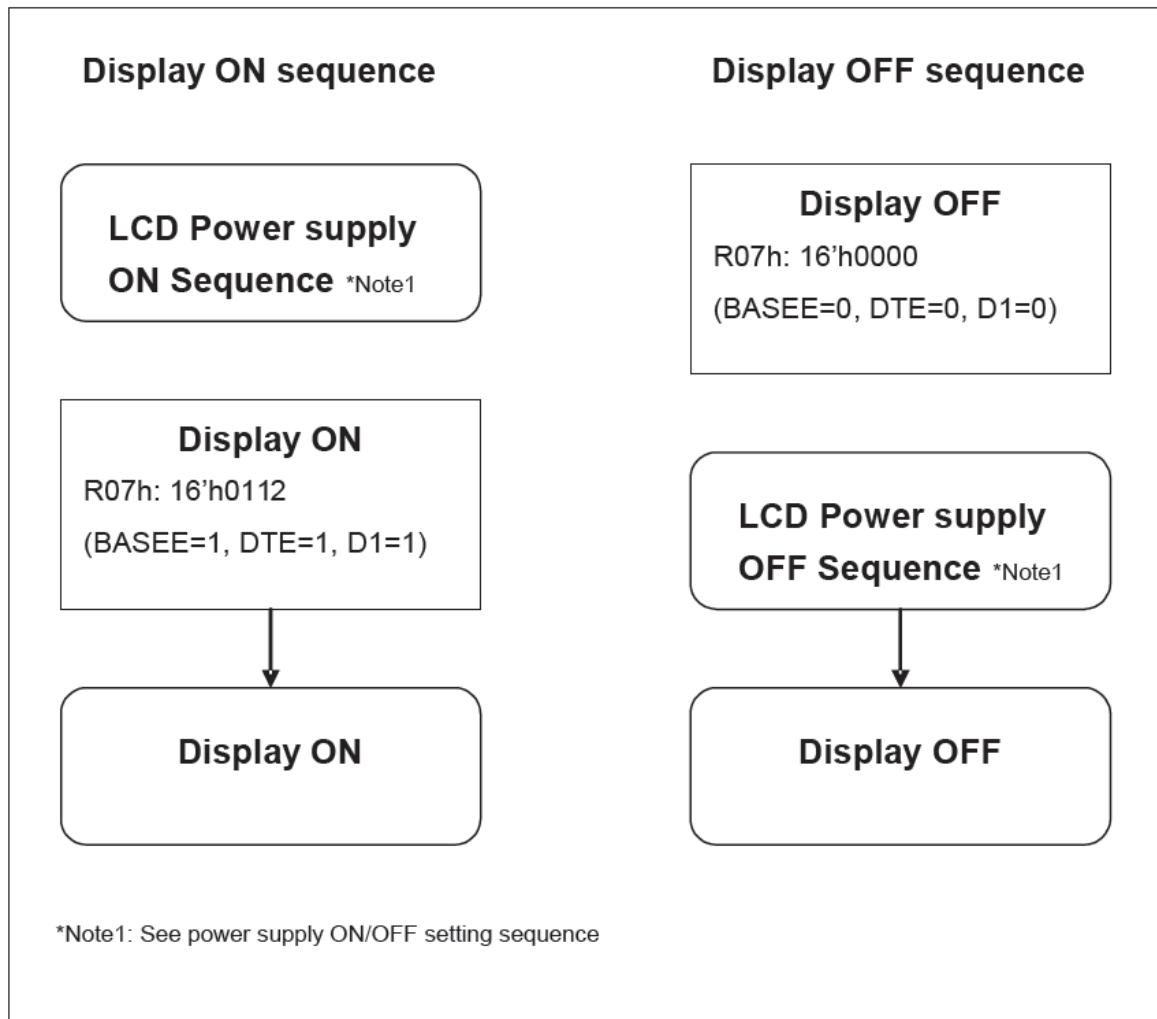 Display ON sequence
LCD Power supply
ON Sequence *Note1
Display ON
R07h: 16’h0112
(BASEE=1, DTE=1, D1=1)
Display ON
Display OFF sequence
Display OFF
R07h: 16’h0000
(BASEE=0, DTE=0, D1=0)
LCD Power supply
OFF Sequence *Note1
Display OFF
*Note1: See power supply ON/OFF setting sequence